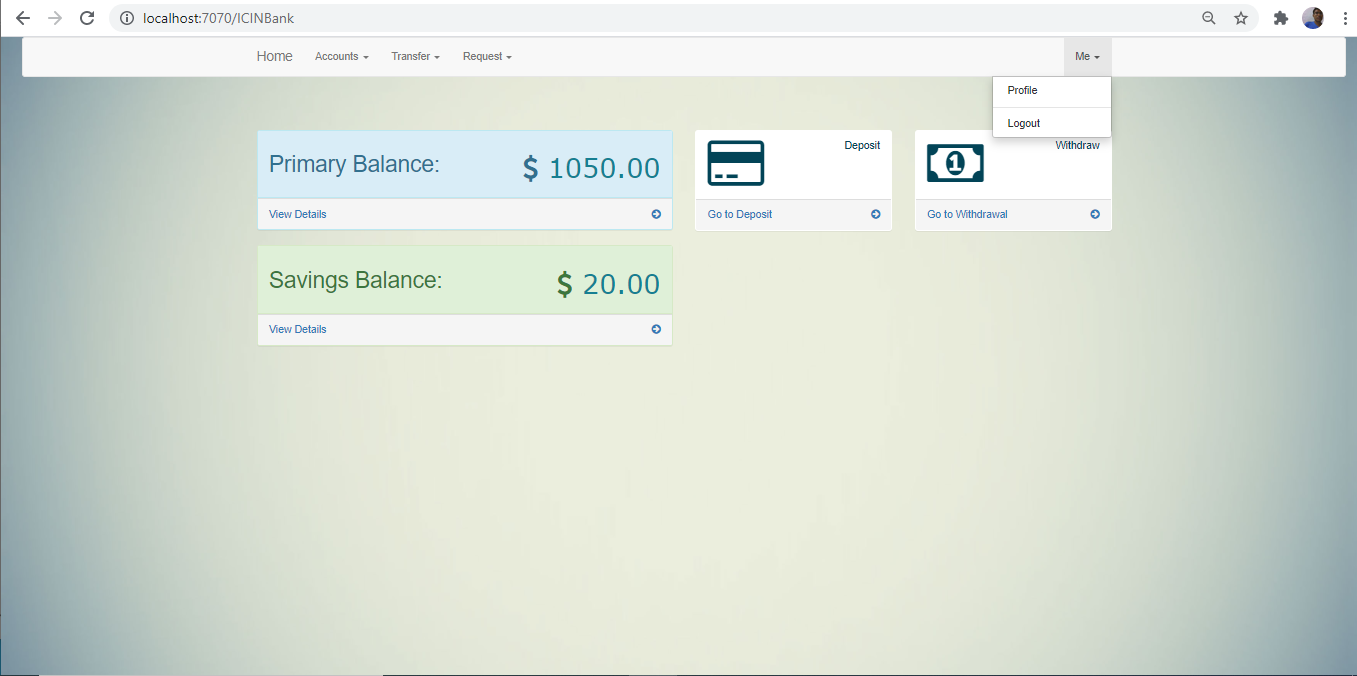 localhost:7070/ICINBank
Home Accounts Transfer Request Me
Profile
Logout
Primary Balance: $ 1050.00
View Details
Deposit
Go to Deposit
Withdraw
1
Go to Withdrawal
Savings Balance: $ 20.00
View Details